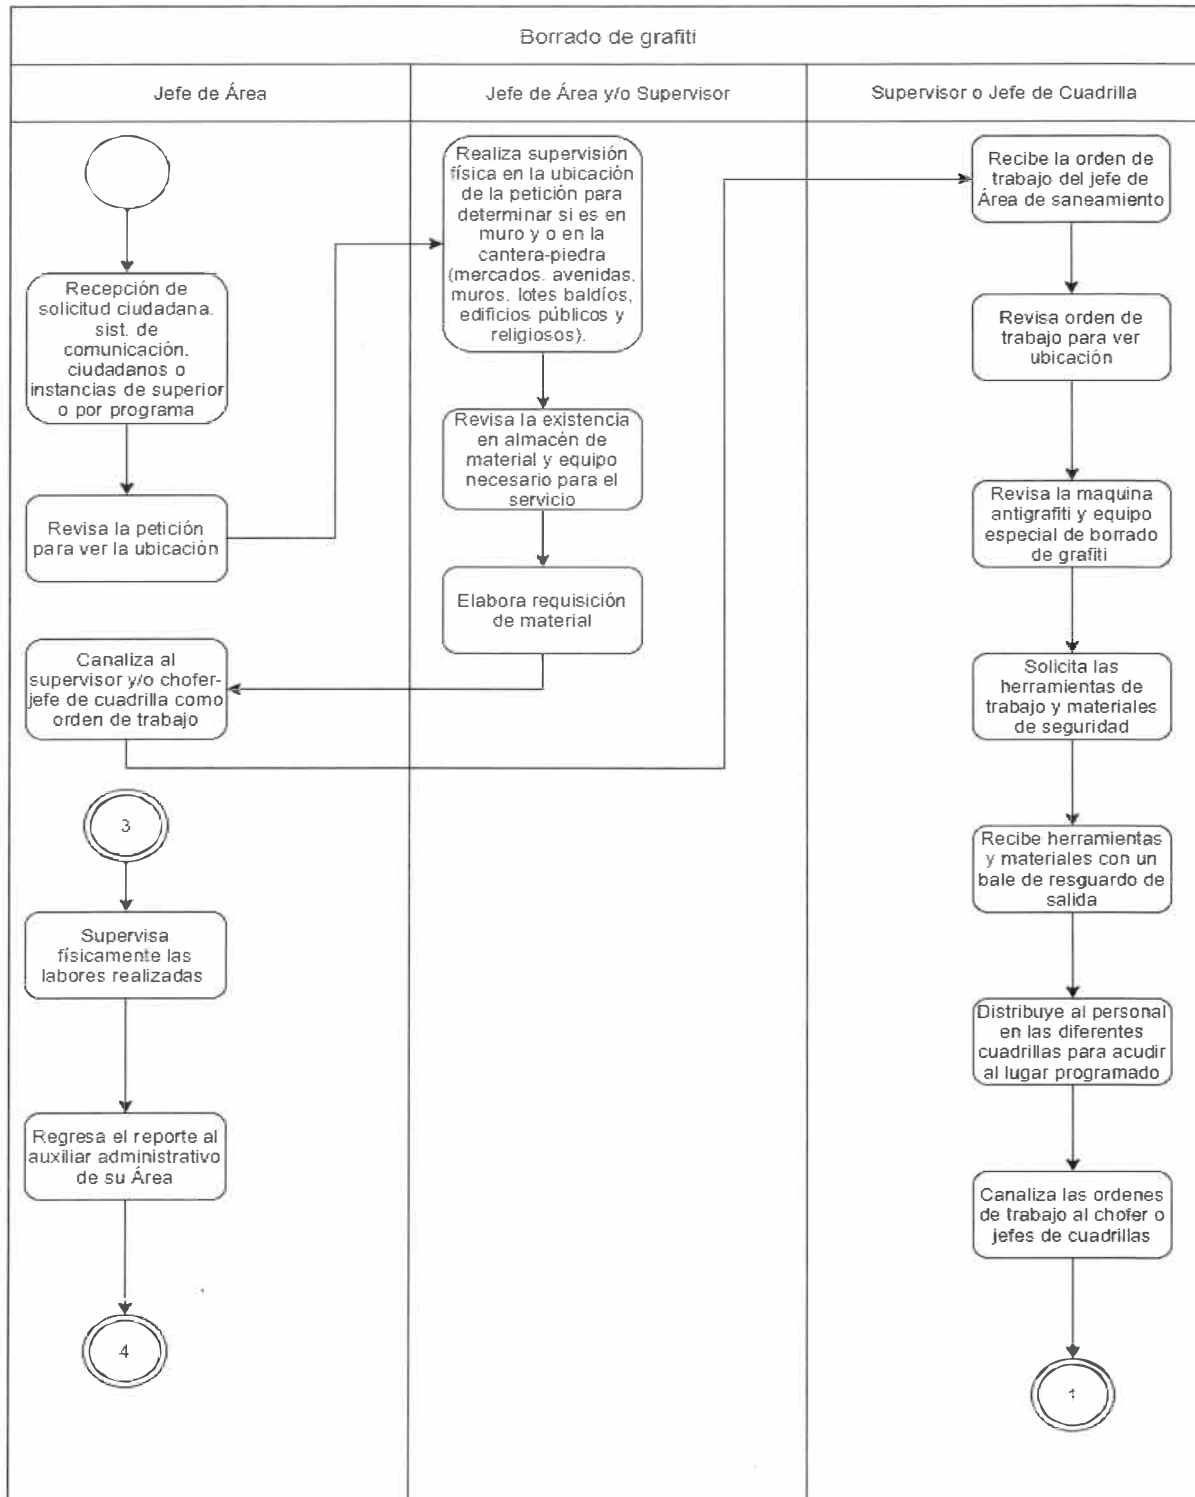 Borrado de grafiti
Jefe de Área
Jefe de Área y/o Supervisor
Supervisor o Jefe de Cuadrilla
Recepción de
solicitud ciudadana.
sist. de
comunicación.
ciudadanos o
instancias de superior
o por programa
Revisa la petición
para ver la ubicación
Canaliza al
supervisor y/o chofer-
jefe de cuadrilla como
orden de trabajo
3
Supervisa
físicamente las
labores realizadas
Regresa el reporte al
auxiliar administrativo
de su Área
4
Realiza supervisión
física en la ubicación
de la petición para
determinar si es en
muro y o en la
cantera-piedra
(mercados. avenidas.
muros. lotes baldíos,
edificios públicos y
religiosos).
Revisa la existencia
en almacén de
material y equipo
necesario para el
servicio
Elabora requisición
de material
Recibe la orden de
trabajo del jefe de
Área de saneamiento
Revisa orden de
trabajo para ver
ubicación
Revisa la maquina
antigrafiti y equipo
especial de borrado
de grafiti
Solicita las
herramientas de
trabajo y materiales
de seguridad
Recibe herramientas
y materiales con un
bale de resguardo de
salida
Distribuye al personal
en las diferentes
cuadrillas para acudir
al lugar programado
Canaliza las ordenes
de trabajo al chofer o
jefes de cuadrillas
1